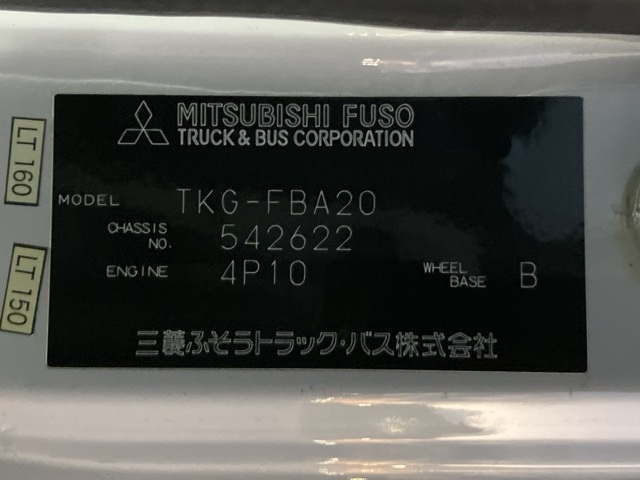 MITSUBISHI FUSO
TRUCK & BUS CORPORATION
MODEL TKG-FBA20
CHASSIS NO. 542622
ENGINE 4P10 WHEEL BASE B
三菱ふそうトラック・バス株式会社
LT 160
LT 150